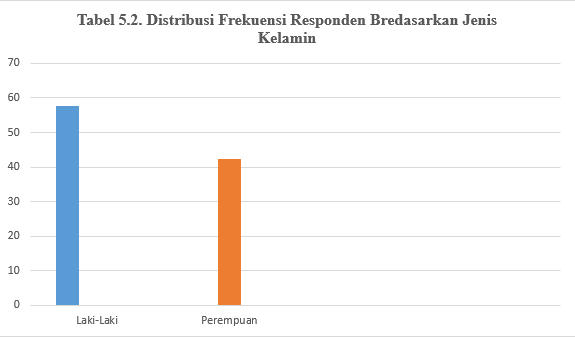 Tabel 5.2. Distribusi Frekuensi Responden Bredasarkan Jenis
Kelamin
70
60
50
40
30
20
10
0
Laki-Laki
Perempuan